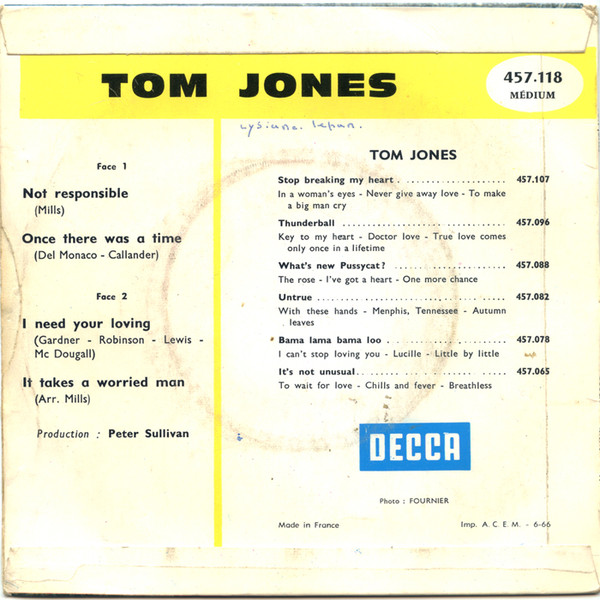 TOM JONES
457.118
MÉDIUM
Face 1
Not responsible
(Mills)
Once there was a time
(Del Monaco - Callander)
Face 2
I need your loving
(Gardner - Robinson - Lewis -
Mc Dougall)
It takes a worried man
(Arr. Mills)
Production : Peter Sullivan
TOM JONES
Stop breaking my heart . . . . . . . . . . . . . . . . . . . . 457.107
In a woman's eyes - Never give away love - To make
a big man cry
Thunderball . . . . . . . . . . . . . . . . . . . . . . . . . . . . . . 457.096
Key to my heart - Doctor love - True love comes
only once in a lifetime
What's new Pussycat ? . . . . . . . . . . . . . . . . . . . . 457.088
The rose - I've got a heart - One more chance
Untrue . . . . . . . . . . . . . . . . . . . . . . . . . . . . . . . . . . . 457.082
With these hands - Menphis, Tennessee - Autumn
leaves
Bama lama bama loo . . . . . . . . . . . . . . . . . . . . . . 457.078
I can't stop loving you - Lucille - Little by little
It's not unusual . . . . . . . . . . . . . . . . . . . . . . . . . . . 457.065
To wait for love - Chills and fever - Breathless
DECCA
Photo : FOURNIER
Made in France
Imp. A. C. E. M. - 6-66